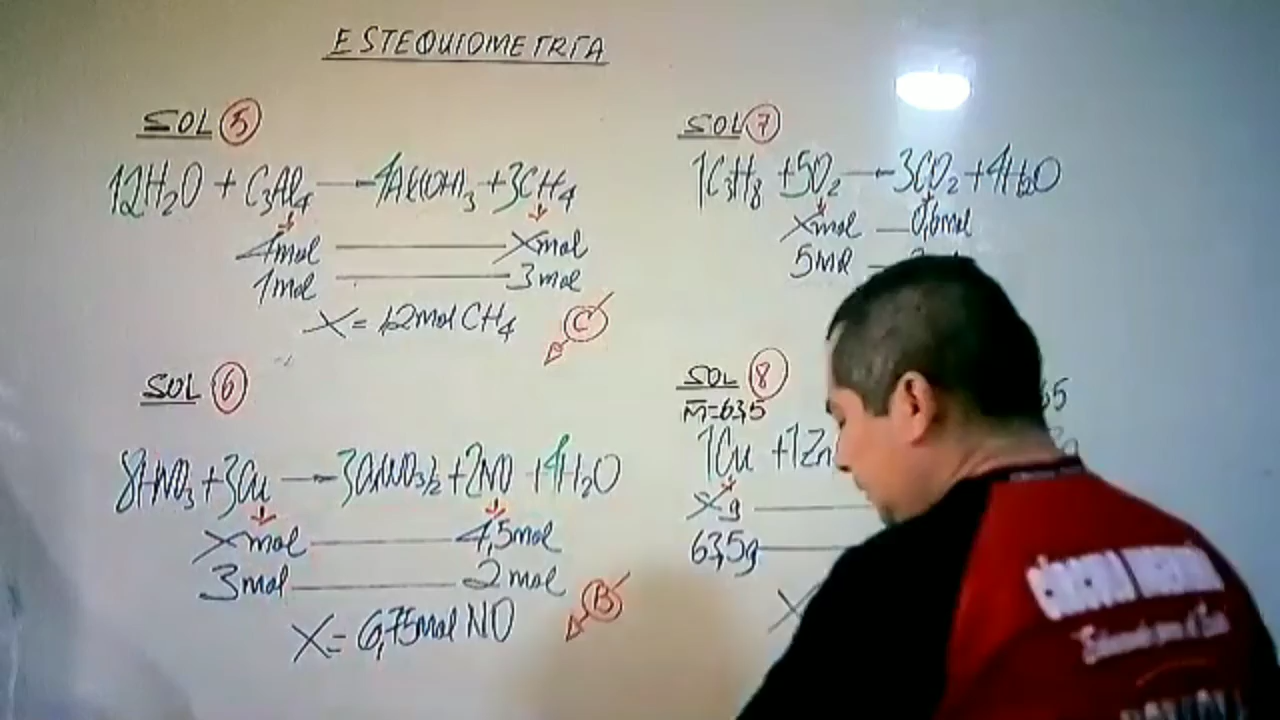 ESTEQUIOMETRÍA
SOL 5
12H₂O + C₃Al₄ → 4Al(OH)₃ + 3CH₄
4mol — Xmol
1mol — 3mol
X = 12mol CH₄
C
SOL 6
8HNO₃ + 3Cu → 3Cu(NO₃)₂ + 2NO + 4H₂O
Xmol — 4,5mol
3mol — 2mol
X = 6,75mol NO
B
SOL 7
1C₃H₈ + 5O₂ → 3CO₂ + 4H₂O
Xmol — 0,6mol
5mol —
SOL 8
M̅=63,5
1Cu + 1Zn
Xg —
63,5g —
X